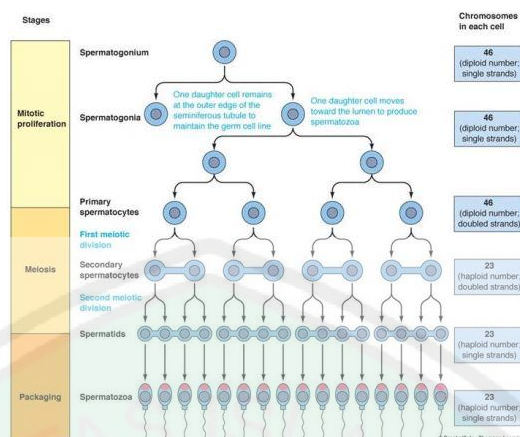 Stages
Chromosomes
in each cell
Spermatogonium
46
(diploid number;
single strands)
Mitotic
proliferation
Spermatogonia
One daughter cell remains
at the outer edge of the
seminiferous tubule to
maintain the germ cell line
One daughter cell moves
toward the lumen to produce
spermatozoa
46
(diploid number;
single strands)
Primary
spermatocytes
46
(diploid number;
doubled strands)
First meiotic
division
Meiosis
Secondary
spermatocytes
23
(haploid number;
doubled strands)
Second meiotic
division
Spermatids
23
(haploid number;
single strands)
Packaging
Spermatozoa
23
(haploid number;
single strands)